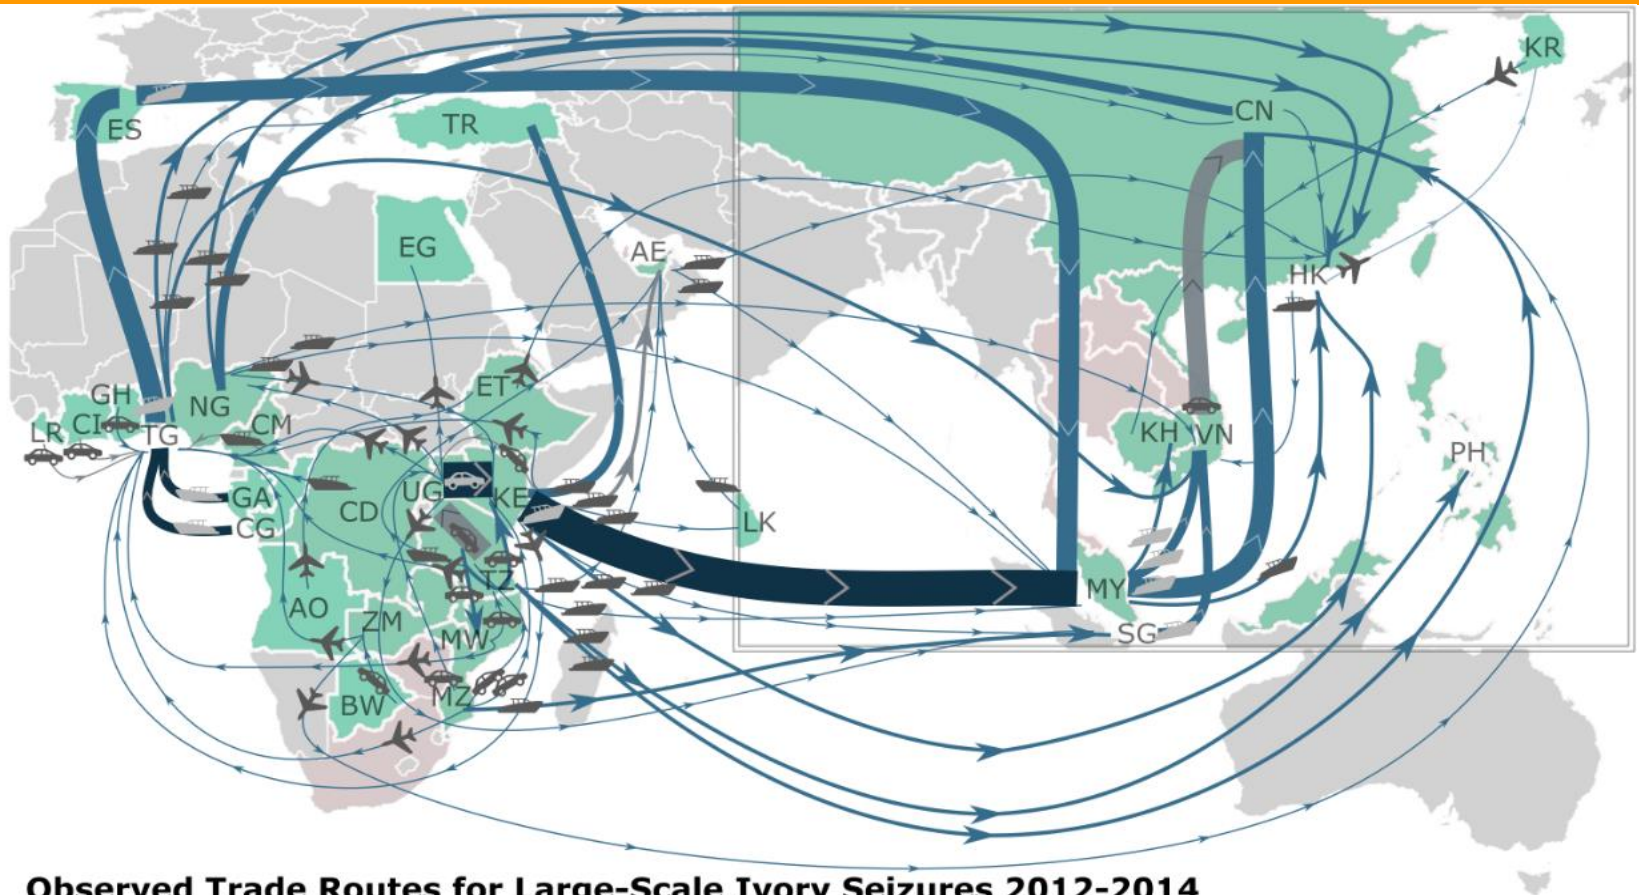 KR
CN
ES
TR
EG
AE
HK
ET
GH
NG
CI
CM
LR
TG
KH
VN
PH
UG
KE
GA
CD
CG
LK
TZ
MY
AO
ZM
MW
SG
BW
MZ
Observed Trade Routes for Large-Scale Ivory Seizures 2012-2014